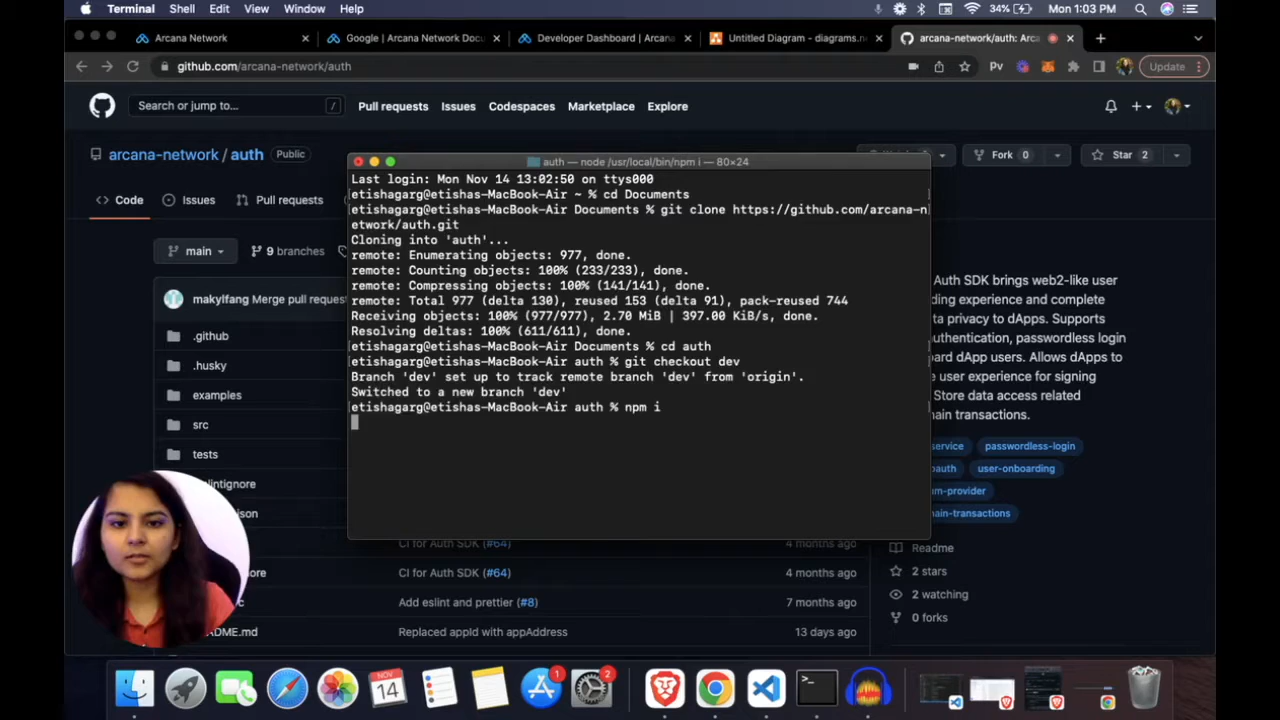 Terminal Shell Edit View Window Help 34% Mon 1:03 PM
Arcana Network
Google | Arcana Network Docu
Developer Dashboard | Arcana
Untitled Diagram - diagrams.n
arcana-network/auth: Arc
github.com/arcana-network/auth
Pv
Update
Search or jump to... /
Pull requests Issues Codespaces Marketplace Explore
arcana-network / auth Public
Fork 0
Star 2
Code
Issues
Pull requests
main
9 branches
makylfang Merge pull request
.github
.husky
examples
src
tests
auth — node /usr/local/bin/npm i — 80×24
Last login: Mon Nov 14 13:02:50 on ttys000
etishagarg@etishas-MacBook-Air ~ % cd Documents
etishagarg@etishas-MacBook-Air Documents % git clone https://github.com/arcana-n
etwork/auth.git
Cloning into 'auth'...
remote: Enumerating objects: 977, done.
remote: Counting objects: 100% (233/233), done.
remote: Compressing objects: 100% (141/141), done.
remote: Total 977 (delta 130), reused 153 (delta 91), pack-reused 744
Receiving objects: 100% (977/977), 2.70 MiB | 397.00 KiB/s, done.
Resolving deltas: 100% (611/611), done.
etishagarg@etishas-MacBook-Air Documents % cd auth
etishagarg@etishas-MacBook-Air auth % git checkout dev
Branch 'dev' set up to track remote branch 'dev' from 'origin'.
Switched to a new branch 'dev'
etishagarg@etishas-MacBook-Air auth % npm i
CI for Auth SDK (#64) 4 months ago
CI for Auth SDK (#64) 4 months ago
Add eslint and prettier (#8) 7 months ago
Replaced appId with appAddress 13 days ago
Auth SDK brings web2-like user
ding experience and complete
ta privacy to dApps. Supports
uthentication, passwordless login
ard dApp users. Allows dApps to
e user experience for signing
Store data access related
ain transactions.
ervice passwordless-login
oauth user-onboarding
m-provider
hain-transactions
Readme
2 stars
2 watching
0 forks
NOV
14
1
2